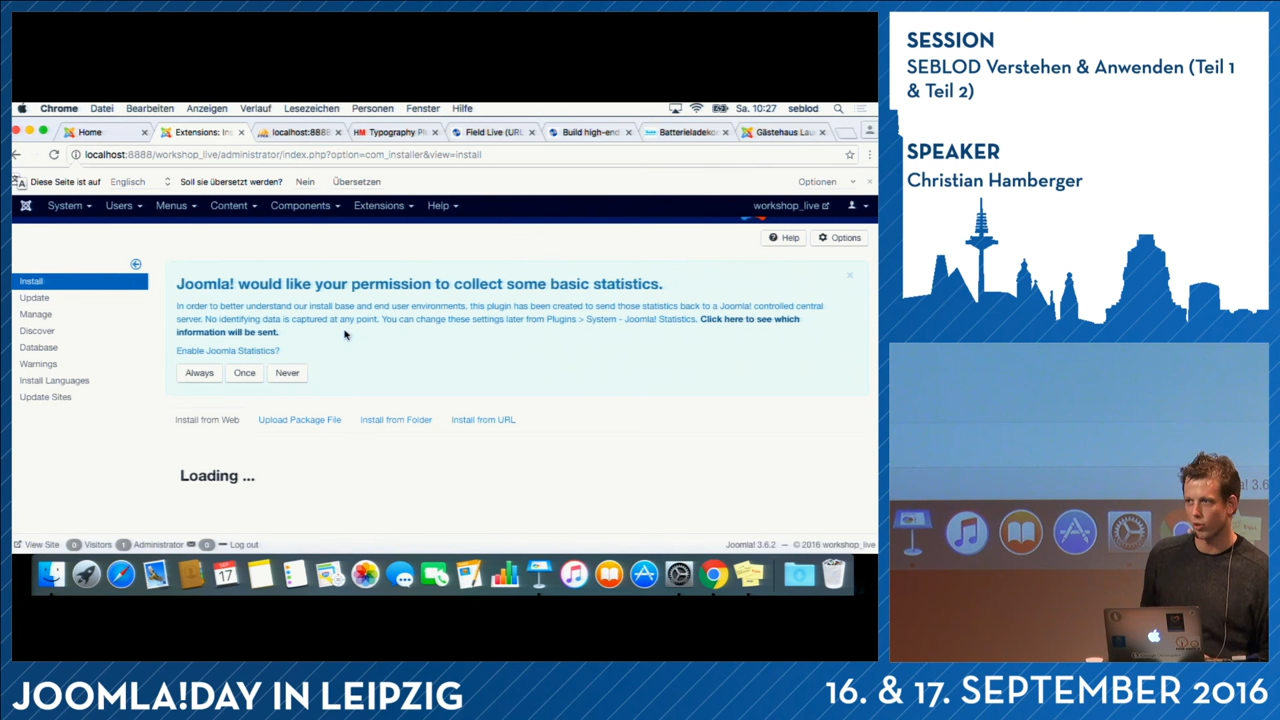 Chrome Datei Bearbeiten Anzeigen Verlauf Lesezeichen Personen Fenster Hilfe Sa. 10:27 seblod
Home Extensions: Ins localhost:8888 HM Typography Pl Field Live (URL Build high-end Batterieladeko Gästehaus Lau
localhost:8888/workshop_live/administrator/index.php?option=com_installer&view=install
Diese Seite ist auf Englisch Soll sie übersetzt werden? Nein Übersetzen Optionen
System Users Menus Content Components Extensions Help workshop_live
Help Options
Install
Update
Manage
Discover
Database
Warnings
Install Languages
Update Sites
Joomla! would like your permission to collect some basic statistics.
In order to better understand our install base and end user environments, this plugin has been created to send those statistics back to a Joomla! controlled central
server. No identifying data is captured at any point. You can change these settings later from Plugins > System - Joomla! Statistics. Click here to see which
information will be sent.
Enable Joomla Statistics?
Always Once Never
Install from Web Upload Package File Install from Folder Install from URL
Loading ...
View Site 0 Visitors 1 Administrator 0 Log out Joomla! 3.6.2 — © 2016 workshop_live
17
SESSION
SEBLOD Verstehen & Anwenden (Teil 1
& Teil 2)
SPEAKER
Christian Hamberger
a! 3.6
JOOMLA!DAY IN LEIPZIG
16. & 17. SEPTEMBER 2016